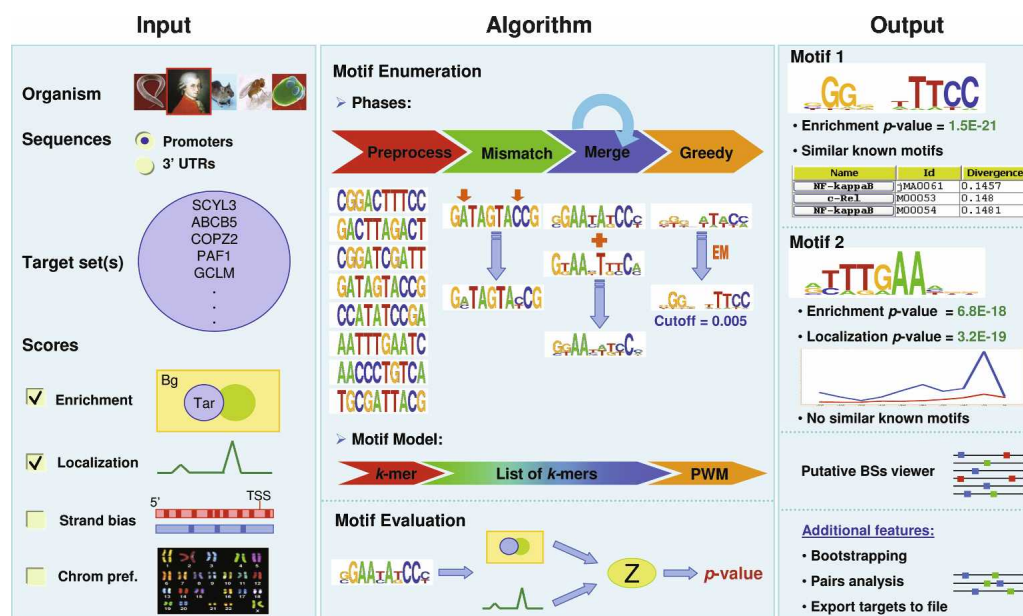 Input
Organism
Sequences
Promoters
3' UTRs
Target set(s)
SCYL3
ABCB5
COPZ2
PAF1
GCLM
.
.
.
Scores
Enrichment
Bg
Tar
Localization
Strand bias
5'
TSS
Chrom pref.
Algorithm
Motif Enumeration
Phases:
Preprocess
Mismatch
Merge
Greedy
CGGACTTTCC
GACTTAGACT
CGGATCGATT
GATAGTACCG
CCATATCCGA
AATTTGAATC
AACCCTGTCA
TGCGATTACG
GATAGTACCG
EM
Cutoff = 0.005
Motif Model:
k-mer
List of k-mers
PWM
Motif Evaluation
Z
p-value
Output
Motif 1
GG TTCC
• Enrichment p-value = 1.5E-21
• Similar known motifs
Name Id Divergence
NF-kappaB jMA0061 0.1457
c-Rel M00053 0.148
NF-kappaB M00054 0.1481
Motif 2
TTTGAA
• Enrichment p-value = 6.8E-18
• Localization p-value = 3.2E-19
• No similar known motifs
Putative BSs viewer
Additional features:
• Bootstrapping
• Pairs analysis
• Export targets to file